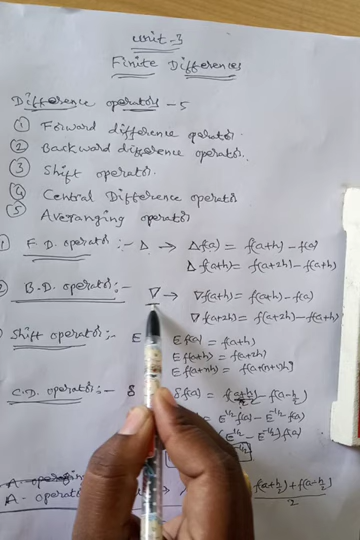 unit-3
Finite Differences
Difference operators - 5
① Forward difference operator.
② Backward difference operator.
③ Shift operator.
④ Central Difference operator
⑤ Averanging operator
F.D. operator :- Δ → Δf(a) = f(a+h) - f(a)
Δf(a+h) = f(a+2h) - f(a+h)
B.D. operator :- ∇ → ∇f(a+h) = f(a+h) - f(a)
∇f(a+2h) = f(a+2h) - f(a+h)
Shift operator :- E E f(a) = f(a+h)
E f(a+h) = f(a+2h)
E f(a+nh) = f(a+(n+1)h)
C.D. operator :- δ δf(a) = f(a+h/2) - f(a-h/2)
= E^1/2 f(a) - E^-1/2 f(a)
(E^1/2 - E^-1/2) f(a)
A. operator f(a+h/2) + f(a-h/2)
2